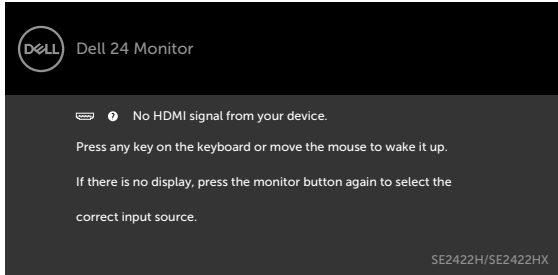 DELL
Dell 24 Monitor
? No HDMI signal from your device.
Press any key on the keyboard or move the mouse to wake it up.
If there is no display, press the monitor button again to select the
correct input source.
SE2422H/SE2422HX